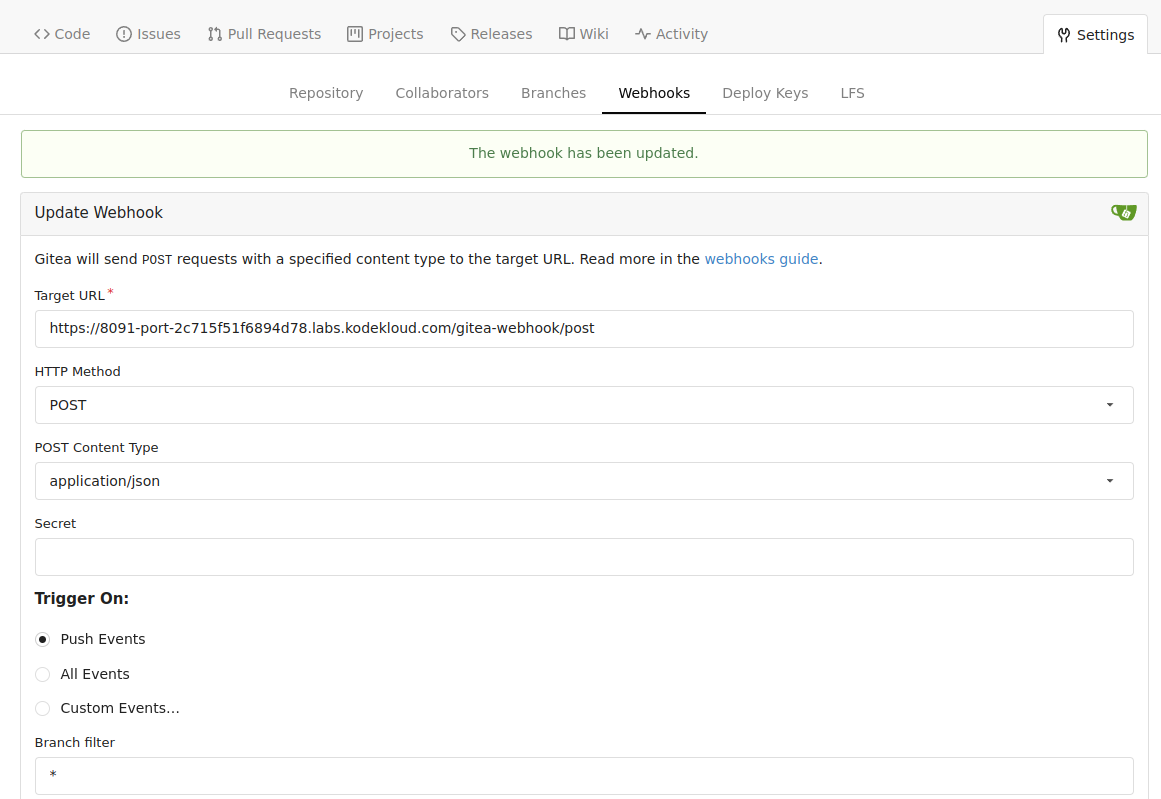 Code Issues Pull Requests Projects Releases Wiki Activity Settings
Repository Collaborators Branches Webhooks Deploy Keys LFS
The webhook has been updated.
Update Webhook
Gitea will send POST requests with a specified content type to the target URL. Read more in the webhooks guide.
Target URL *
https://8091-port-2c715f51f6894d78.labs.kodekloud.com/gitea-webhook/post
HTTP Method
POST
POST Content Type
application/json
Secret
Trigger On:
Push Events
All Events
Custom Events...
Branch filter
*